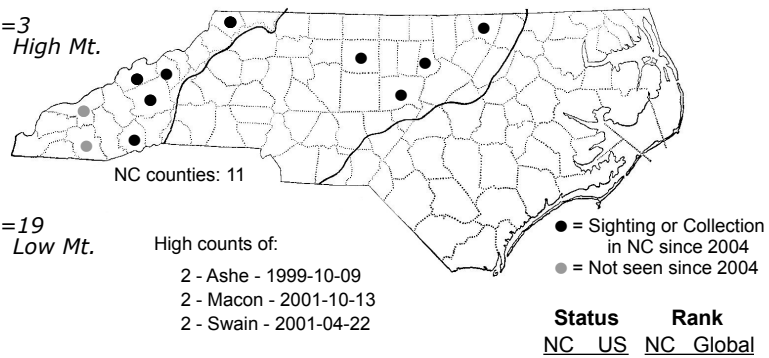 =3
High Mt.
NC counties: 11
=19
Low Mt.
High counts of:
2 - Ashe - 1999-10-09
2 - Macon - 2001-10-13
2 - Swain - 2001-04-22
= Sighting or Collection
in NC since 2004
= Not seen since 2004
Status Rank
NC US NC Global